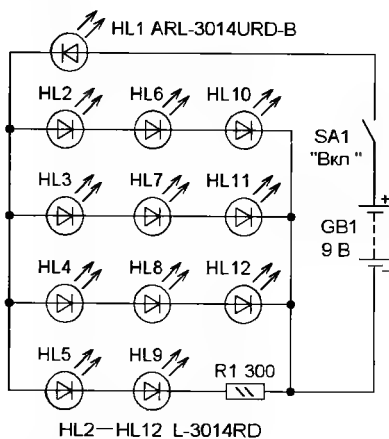 HL1 ARL-3014URD-B
HL2 HL6 HL10
SA1
"Вкл"
HL3 HL7 HL11
+
GB1
9 В
−
HL4 HL8 HL12
HL5 HL9 R1 300
HL2—HL12 L-3014RD